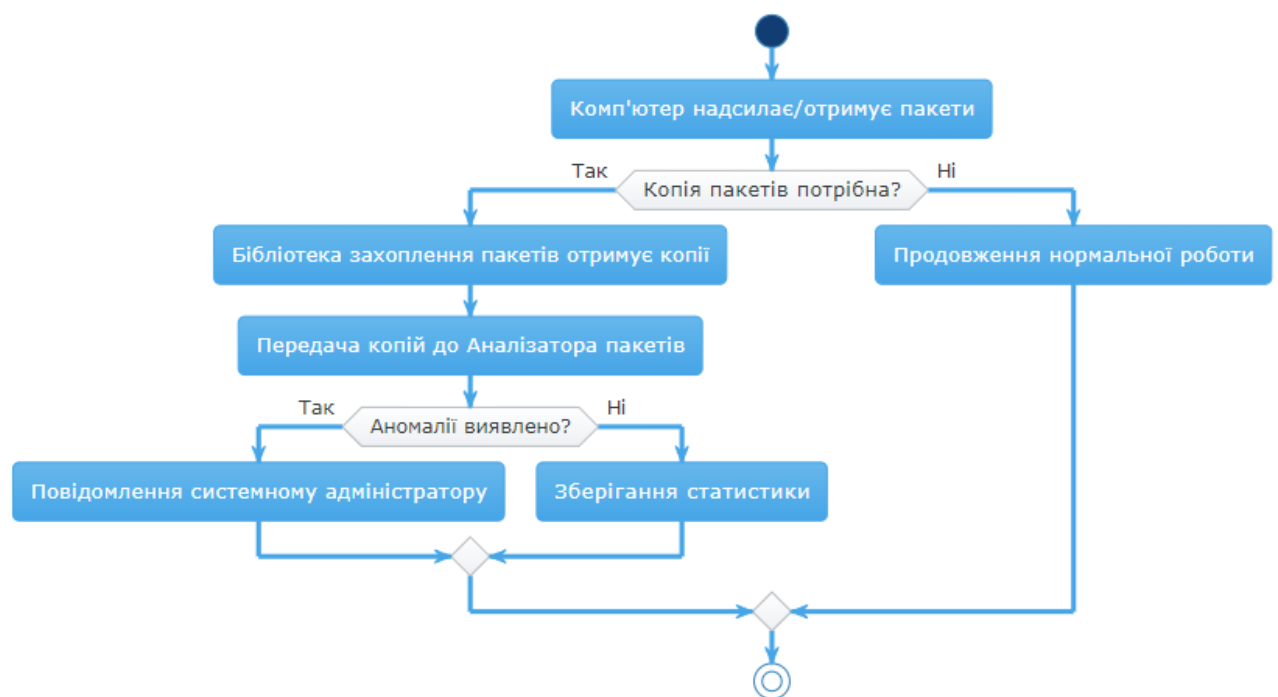 Комп'ютер надсилає/отримує пакети
Так
Копія пакетів потрібна?
Ні
Бібліотека захоплення пакетів отримує копії
Продовження нормальної роботи
Передача копій до Аналізатора пакетів
Так
Аномалії виявлено?
Ні
Повідомлення системному адміністратору
Зберігання статистики